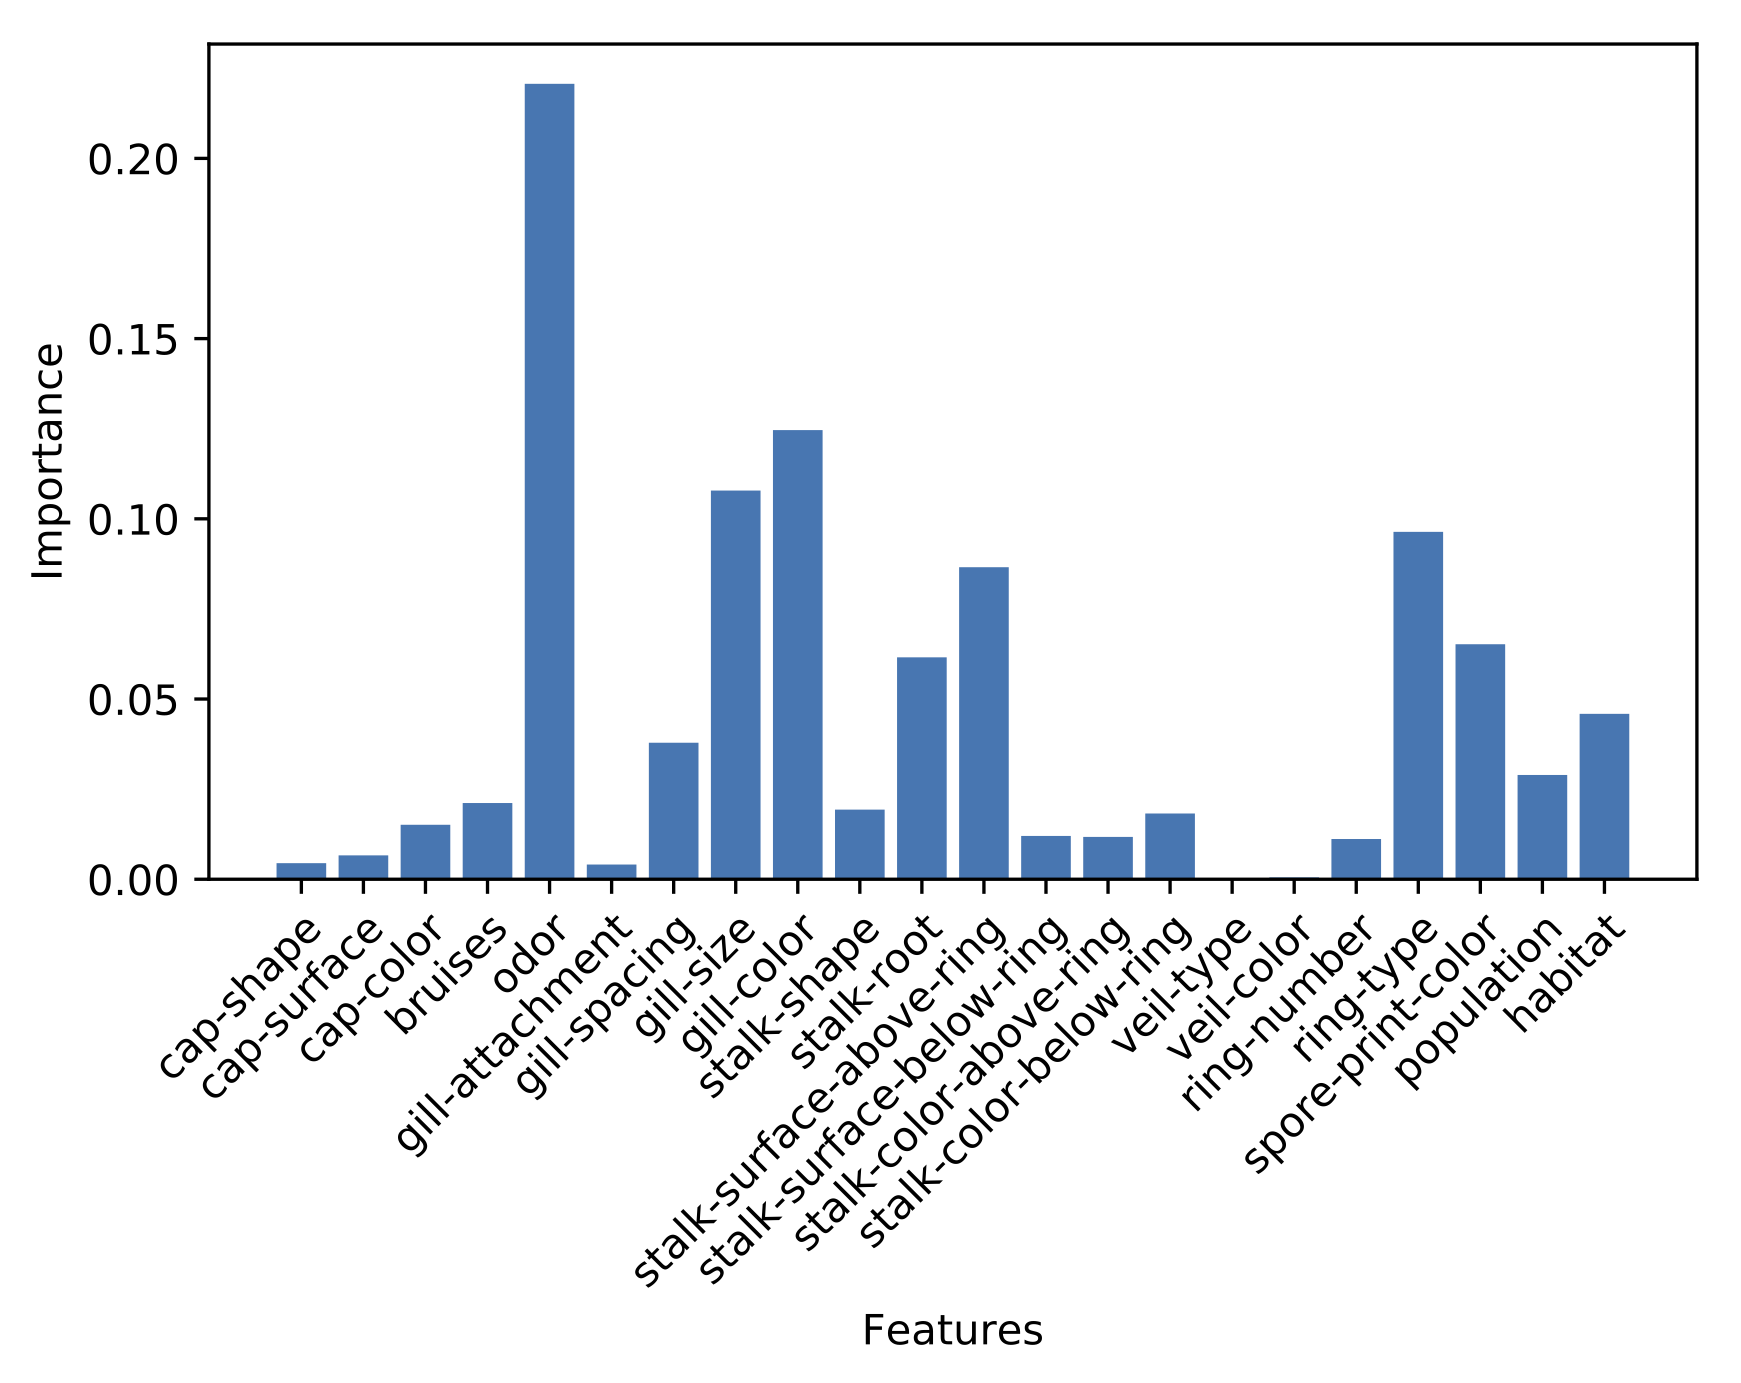 Importance
0.20
0.15
0.10
0.05
0.00
cap-shape
cap-surface
cap-color
bruises
odor
gill-attachment
gill-spacing
gill-size
gill-color
stalk-shape
stalk-root
stalk-surface-above-ring
stalk-surface-below-ring
stalk-color-above-ring
stalk-color-below-ring
veil-type
veil-color
ring-number
ring-type
spore-print-color
population
habitat
Features